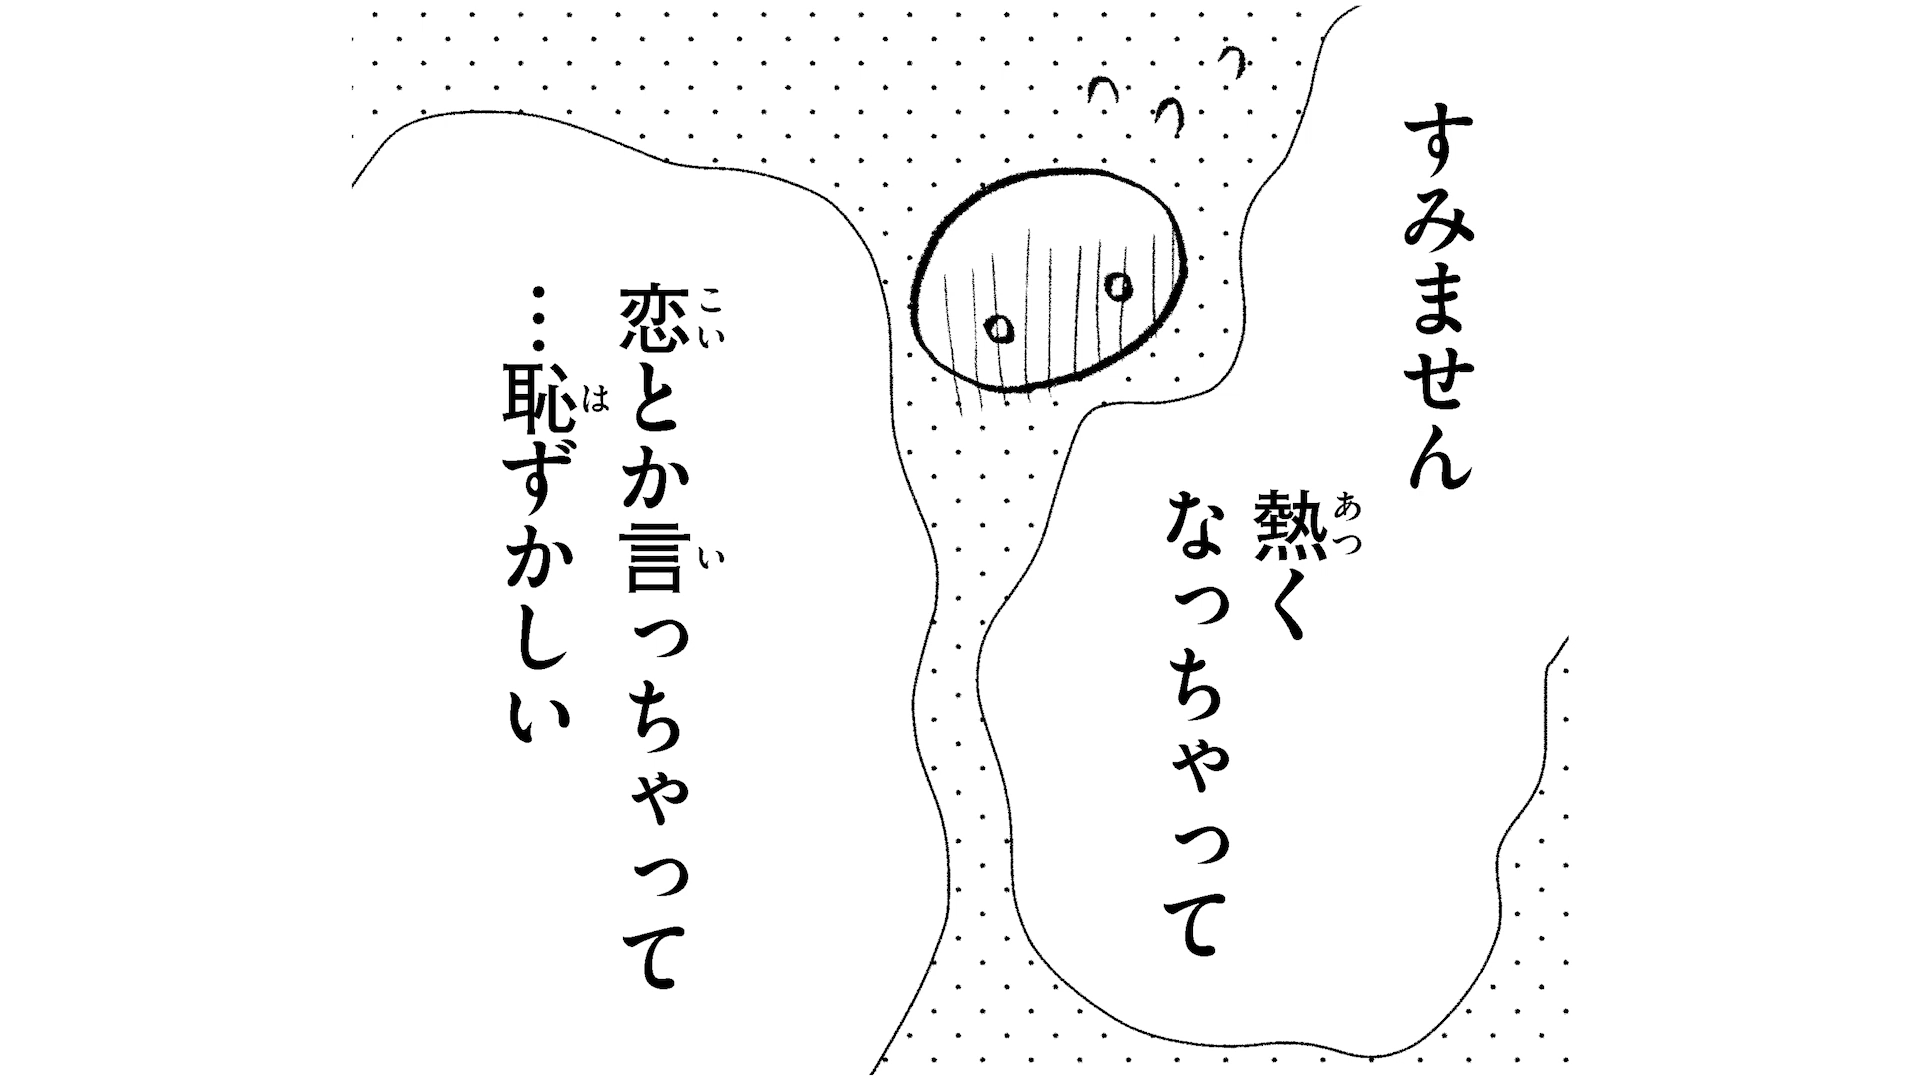 すみません
熱く
なっちゃって
恋とか言っちゃって
…恥ずかしい